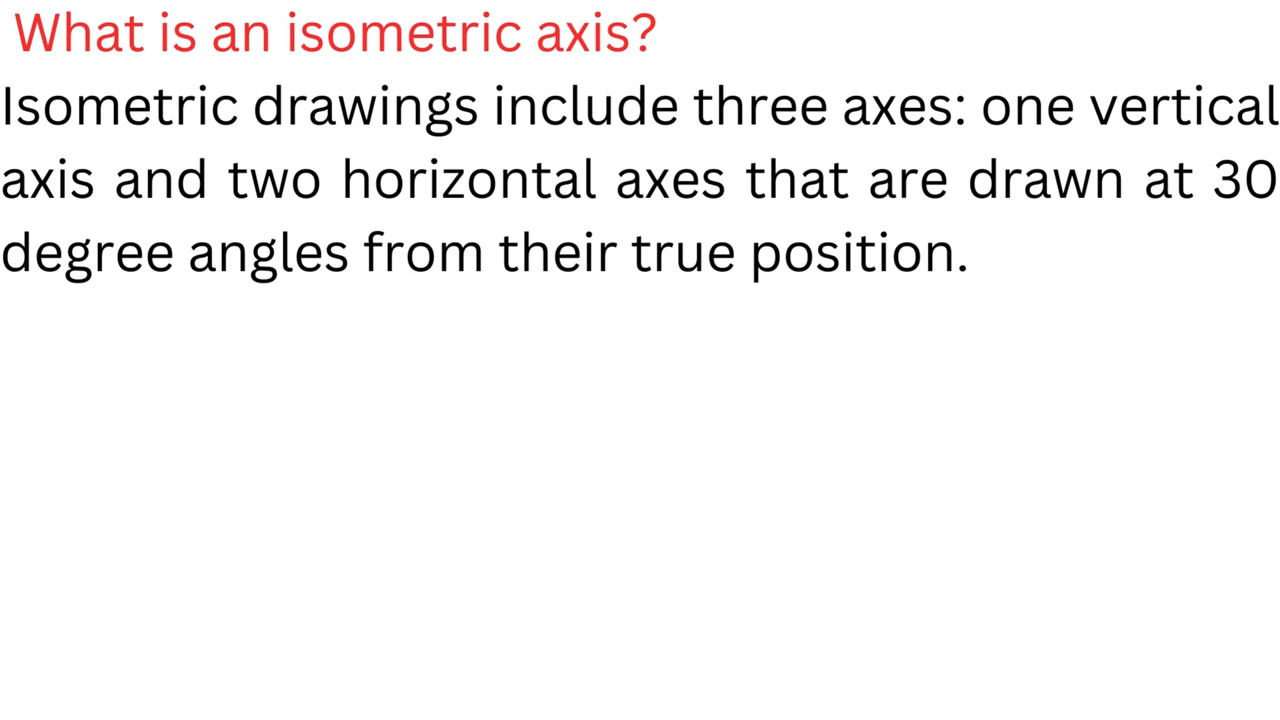 What is an isometric axis?
Isometric drawings include three axes: one vertical
axis and two horizontal axes that are drawn at 30
degree angles from their true position.